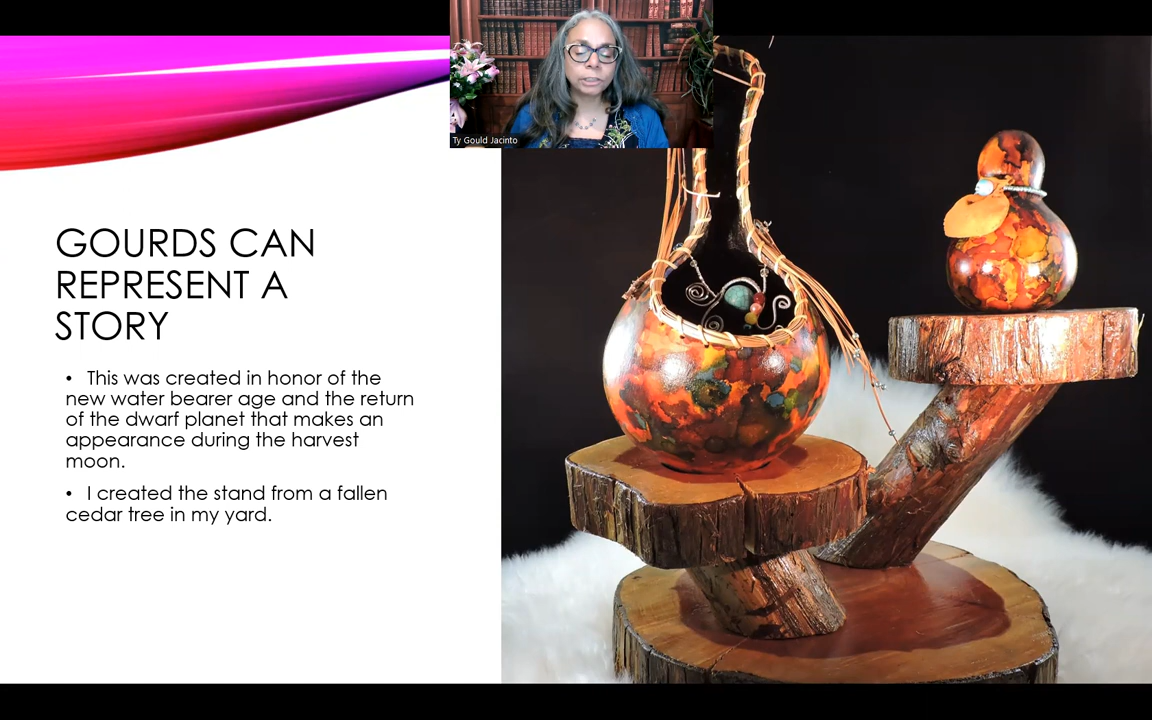 Ty Gould Jacinto
GOURDS CAN
REPRESENT A
STORY
• This was created in honor of the
new water bearer age and the return
of the dwarf planet that makes an
appearance during the harvest
moon.
• I created the stand from a fallen
cedar tree in my yard.